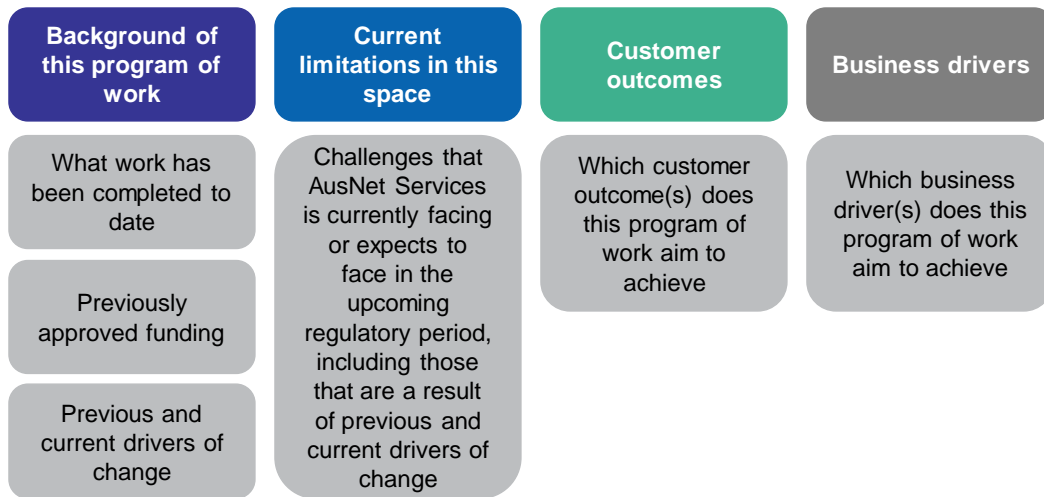 Background of
this program of
work
What work has
been completed to
date
Previously
approved funding
Previous and
current drivers of
change
Current
limitations in this
space
Challenges that
AusNet Services
is currently facing
or expects to
face in the
upcoming
regulatory period,
including those
that are a result
of previous and
current drivers of
change
Customer
outcomes
Which customer
outcome(s) does
this program of
work aim to
achieve
Business drivers
Which business
driver(s) does this
program of work
aim to achieve